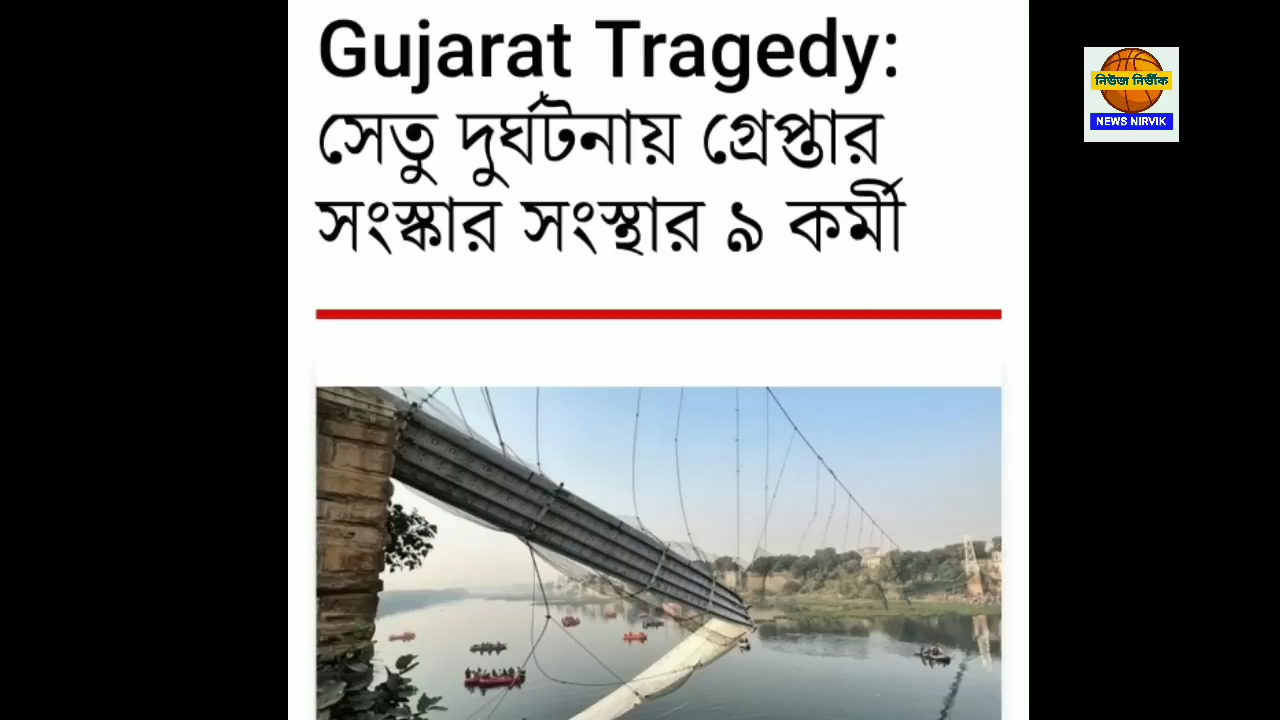 Gujarat Tragedy:
সেতু দুর্ঘটনায় গ্রেপ্তার
সংস্কার সংস্থার ৯ কর্মী
নিউজ নির্ভীক
NEWS NIRVIK